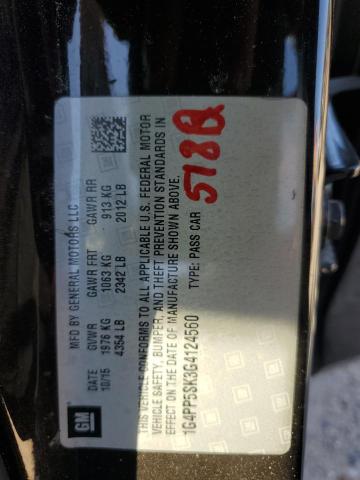 MFD BY GENERAL MOTORS LLC
DATE GVWR GAWR FRT GAWR RR
10/15 1976 KG 1063 KG 913 KG
4354 LB 2342 LB 2012 LB
THIS VEHICLE CONFORMS TO ALL APPLICABLE U.S. FEDERAL MOTOR
VEHICLE SAFETY, BUMPER, AND THEFT PREVENTION STANDARDS IN
EFFECT ON THE DATE OF MANUFACTURE SHOWN ABOVE.
1G4PP5SK3G4124560 TYPE: PASS CAR
GM